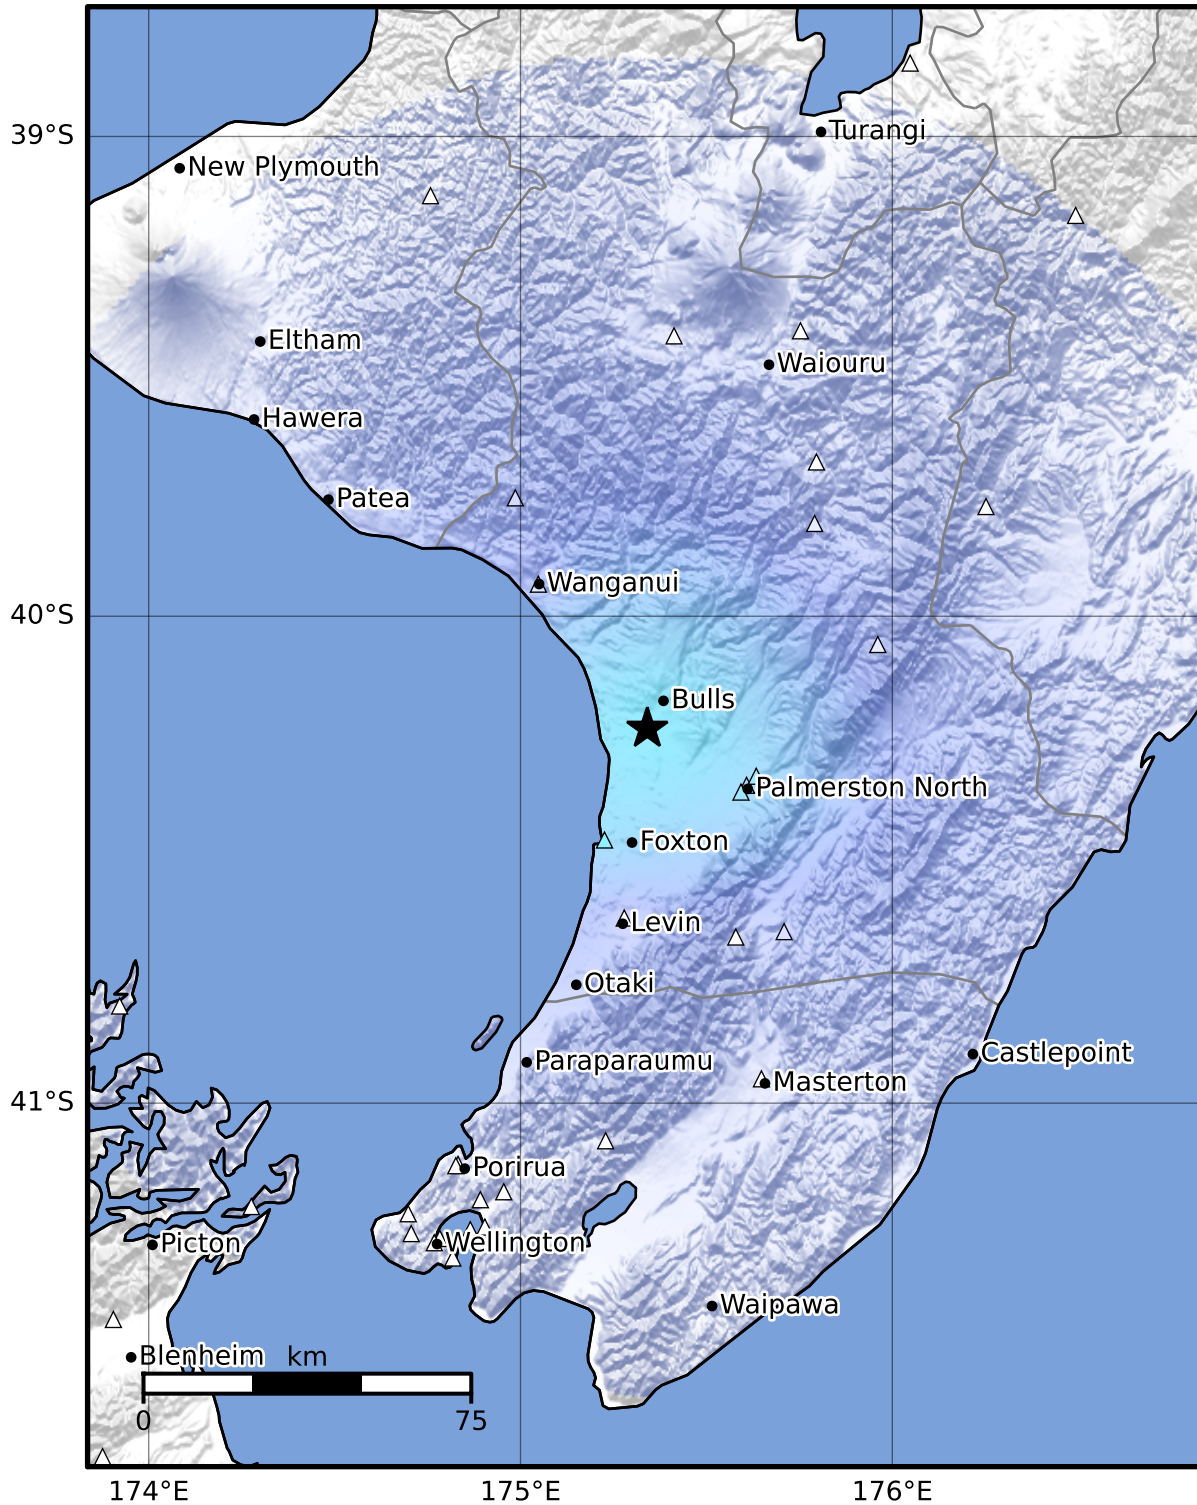 39°S
Turangi
New Plymouth
Eltham
Waiouru
Hawera
Patea
Wanganui
40°S
Bulls
Palmerston North
Foxton
Levin
Otaki
Castlepoint
Paraparaumu
Masterton
41°S
Porirua
Picton
Wellington
Waipawa
Blenheim
km
0
75
174°E
175°E
176°E